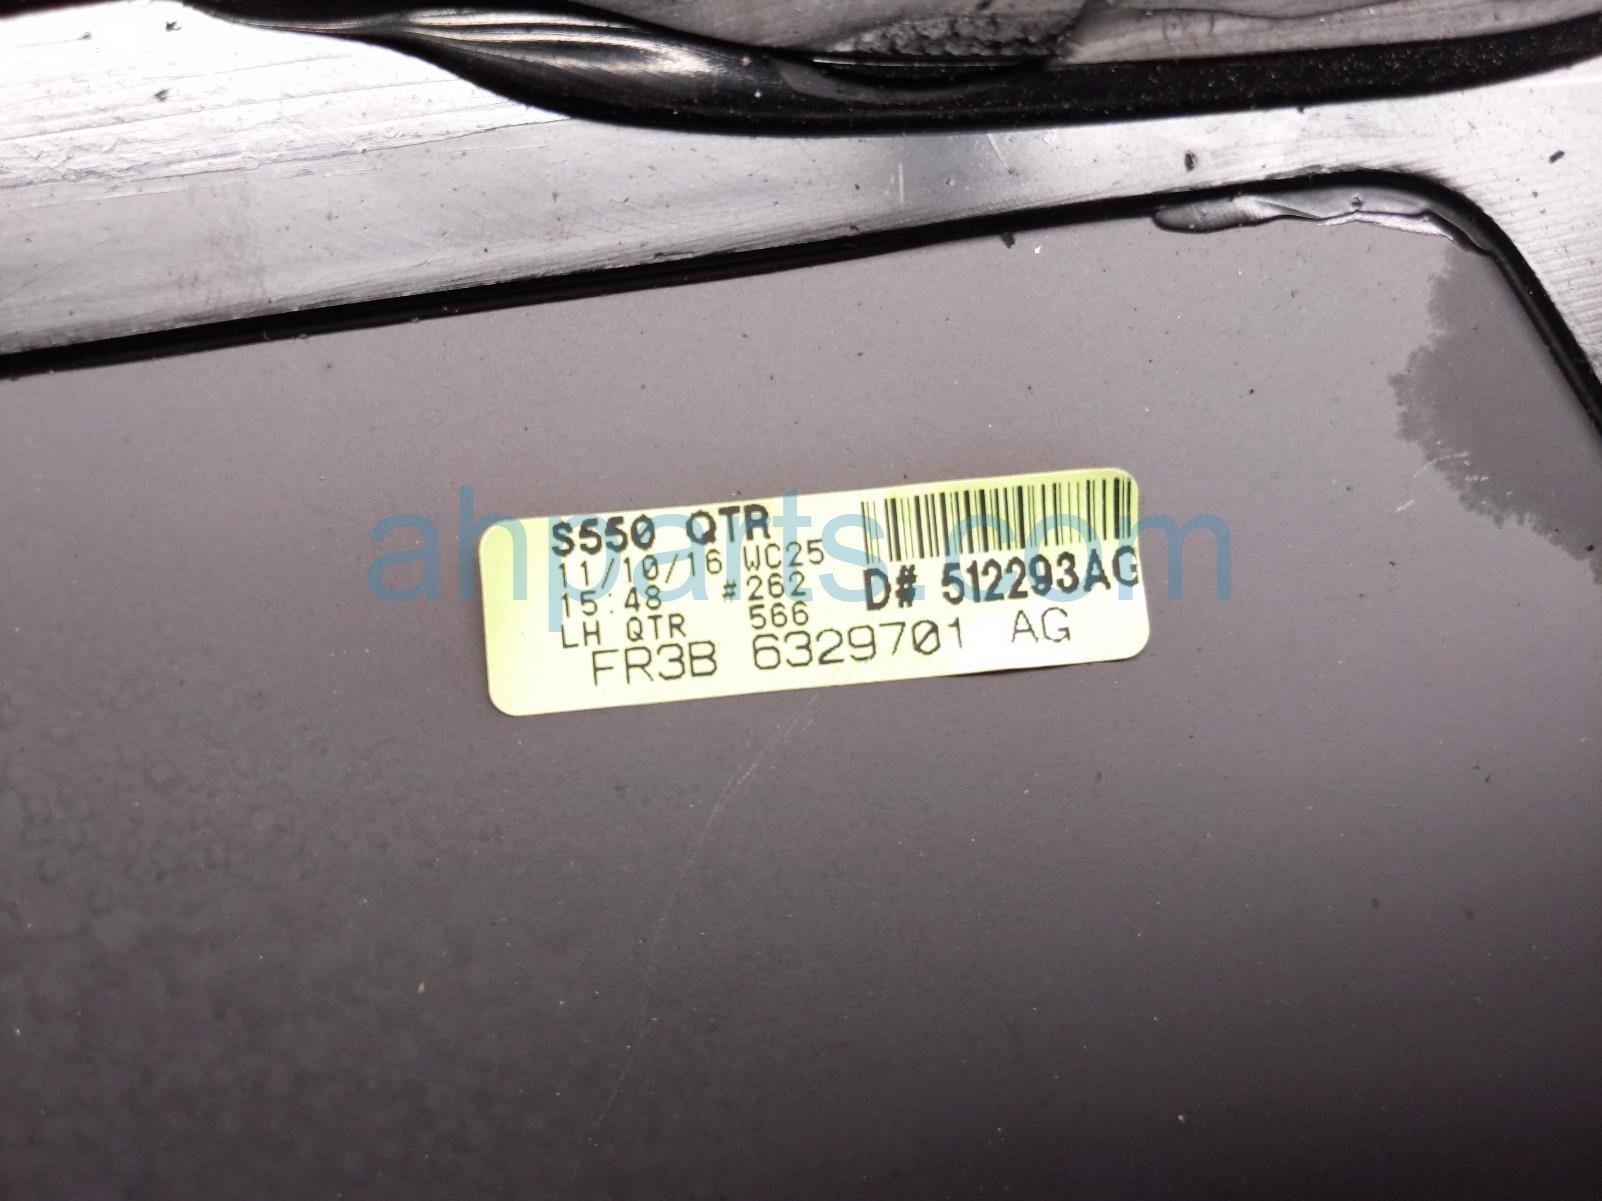 S550 QTR
11/10/16 WC25
15:48 #262
D# 512293AG
LH QTR 566
FR3B 6329701 AG
ahparts.com